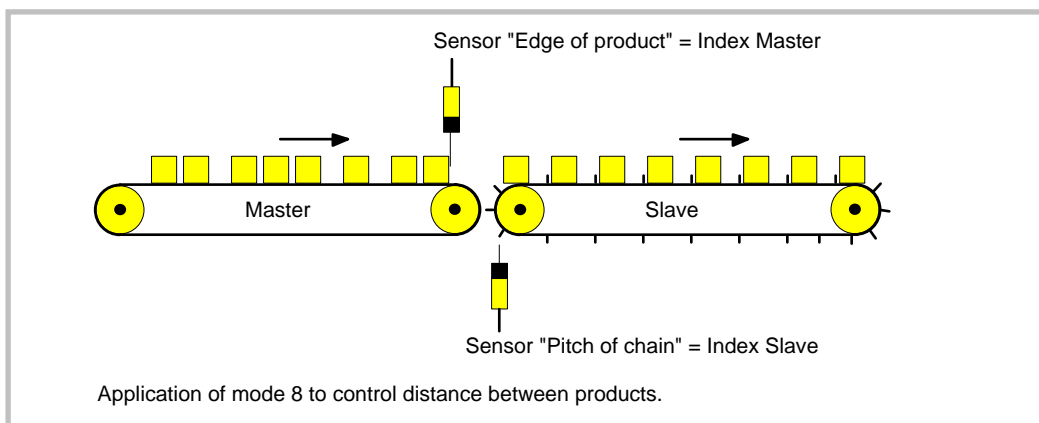 Sensor "Edge of product" = Index Master
Master
Slave
Sensor "Pitch of chain" = Index Slave
Application of mode 8 to control distance between products.